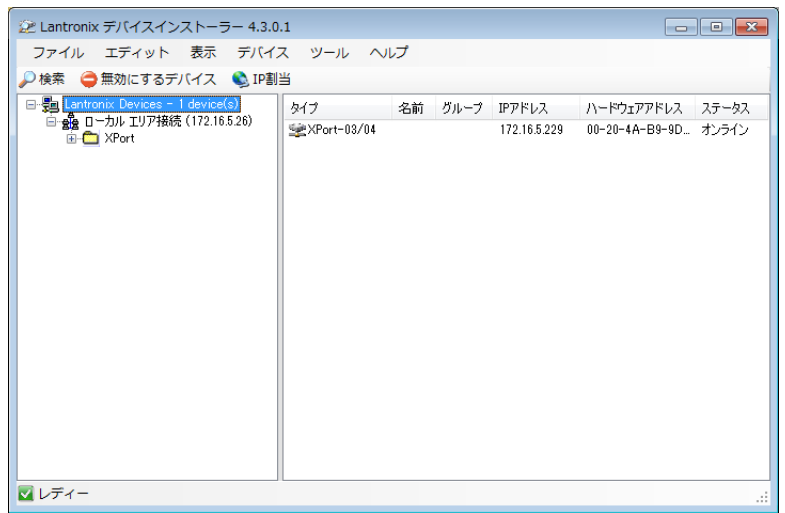 Lantronix デバイスインストーラー 4.3.0.1
ファイル エディット 表示 デバイス ツール ヘルプ
検索 無効にするデバイス IP割当
Lantronix Devices - 1 device(s)
ローカル エリア接続 (172.16.5.26)
XPort
タイプ 名前 グループ IPアドレス ハードウェアアドレス ステータス
XPort-03/04 172.16.5.229 00-20-4A-B9-9D... オンライン
レディー